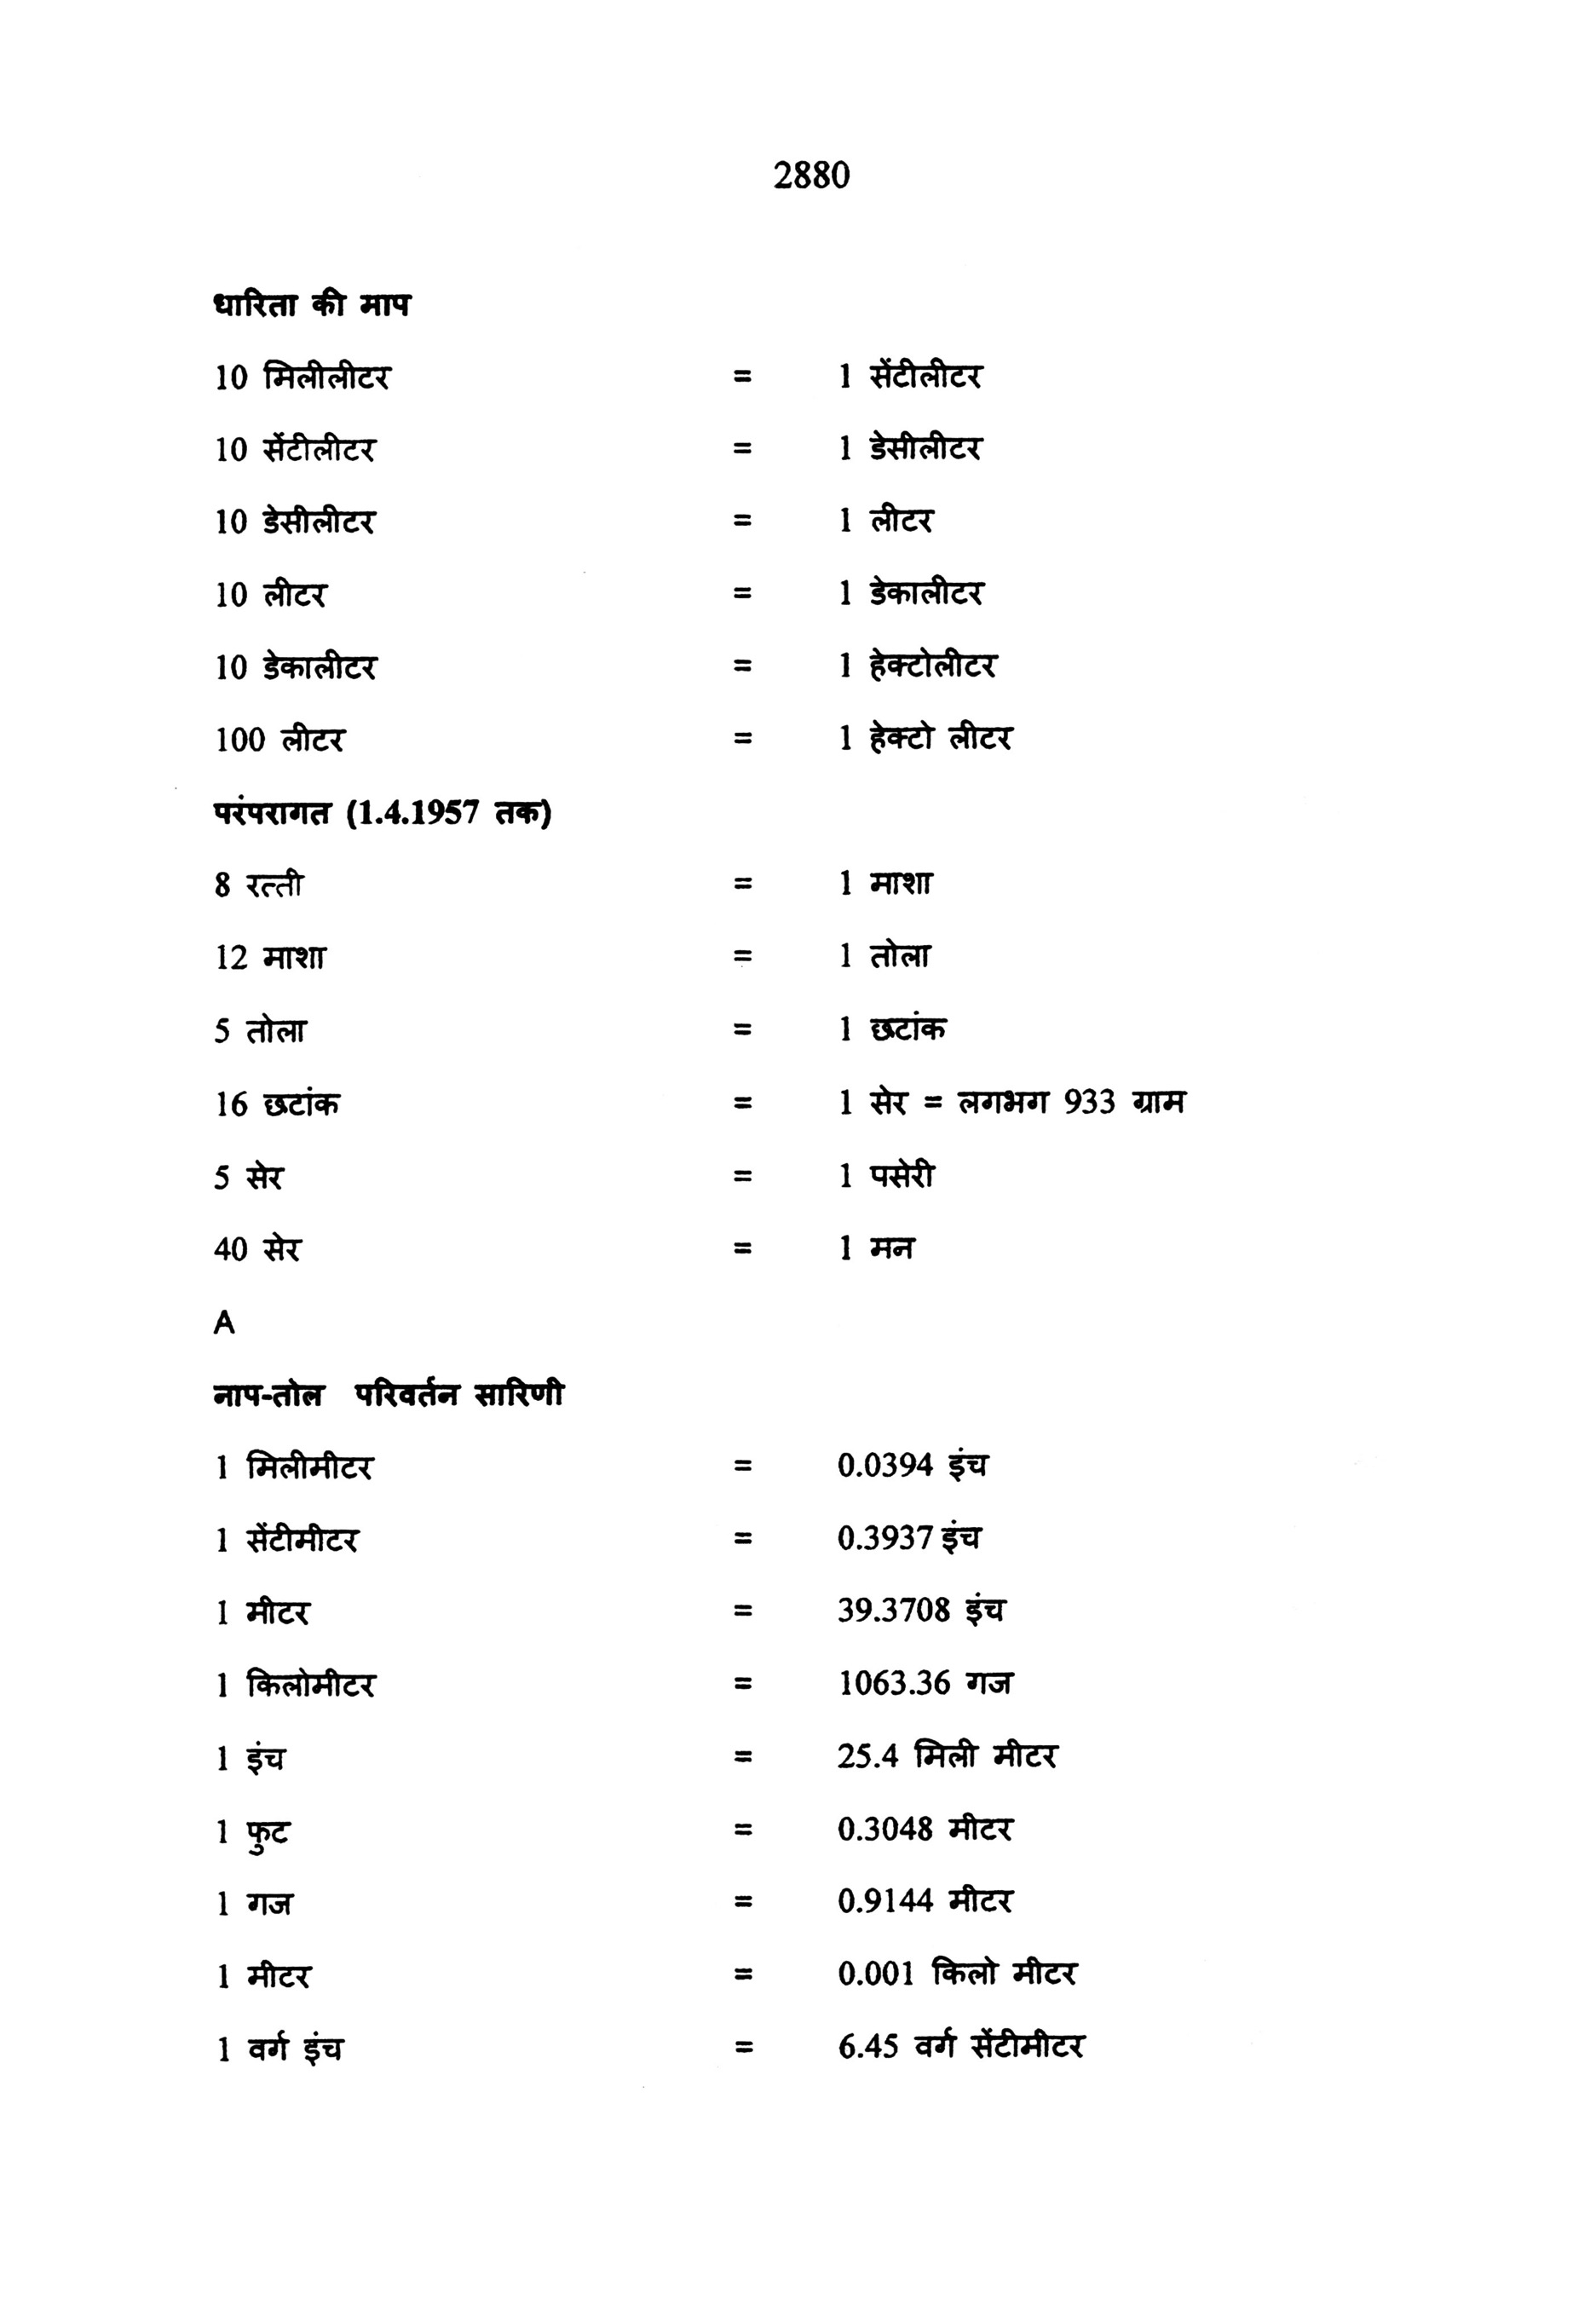 2880
धारिता की माप
10 मिलीलीटर = 1 सेंटीलीटर
10 सेंटीलीटर = 1 डेसीलीटर
10 डेसीलीटर = 1 लीटर
10 लीटर = 1 डेकालीटर
10 डेकालीटर = 1 हेक्टोलीटर
100 लीटर = 1 हेक्टो लीटर
परंपरागत (1.4.1957 तक)
8 रत्ती = 1 माशा
12 माशा = 1 तोला
5 तोला = 1 छटांक
16 छटांक = 1 सेर = लगभग 933 ग्राम
5 सेर = 1 पसेरी
40 सेर = 1 मन
A
नाप-तोल परिवर्तन सारिणी
1 मिलीमीटर = 0.0394 इंच
1 सेंटीमीटर = 0.3937 इंच
1 मीटर = 39.3708 इंच
1 किलोमीटर = 1063.36 गज
1 इंच = 25.4 मिली मीटर
1 फुट = 0.3048 मीटर
1 गज = 0.9144 मीटर
1 मीटर = 0.001 किलो मीटर
1 वर्ग इंच = 6.45 वर्ग सेंटीमीटर